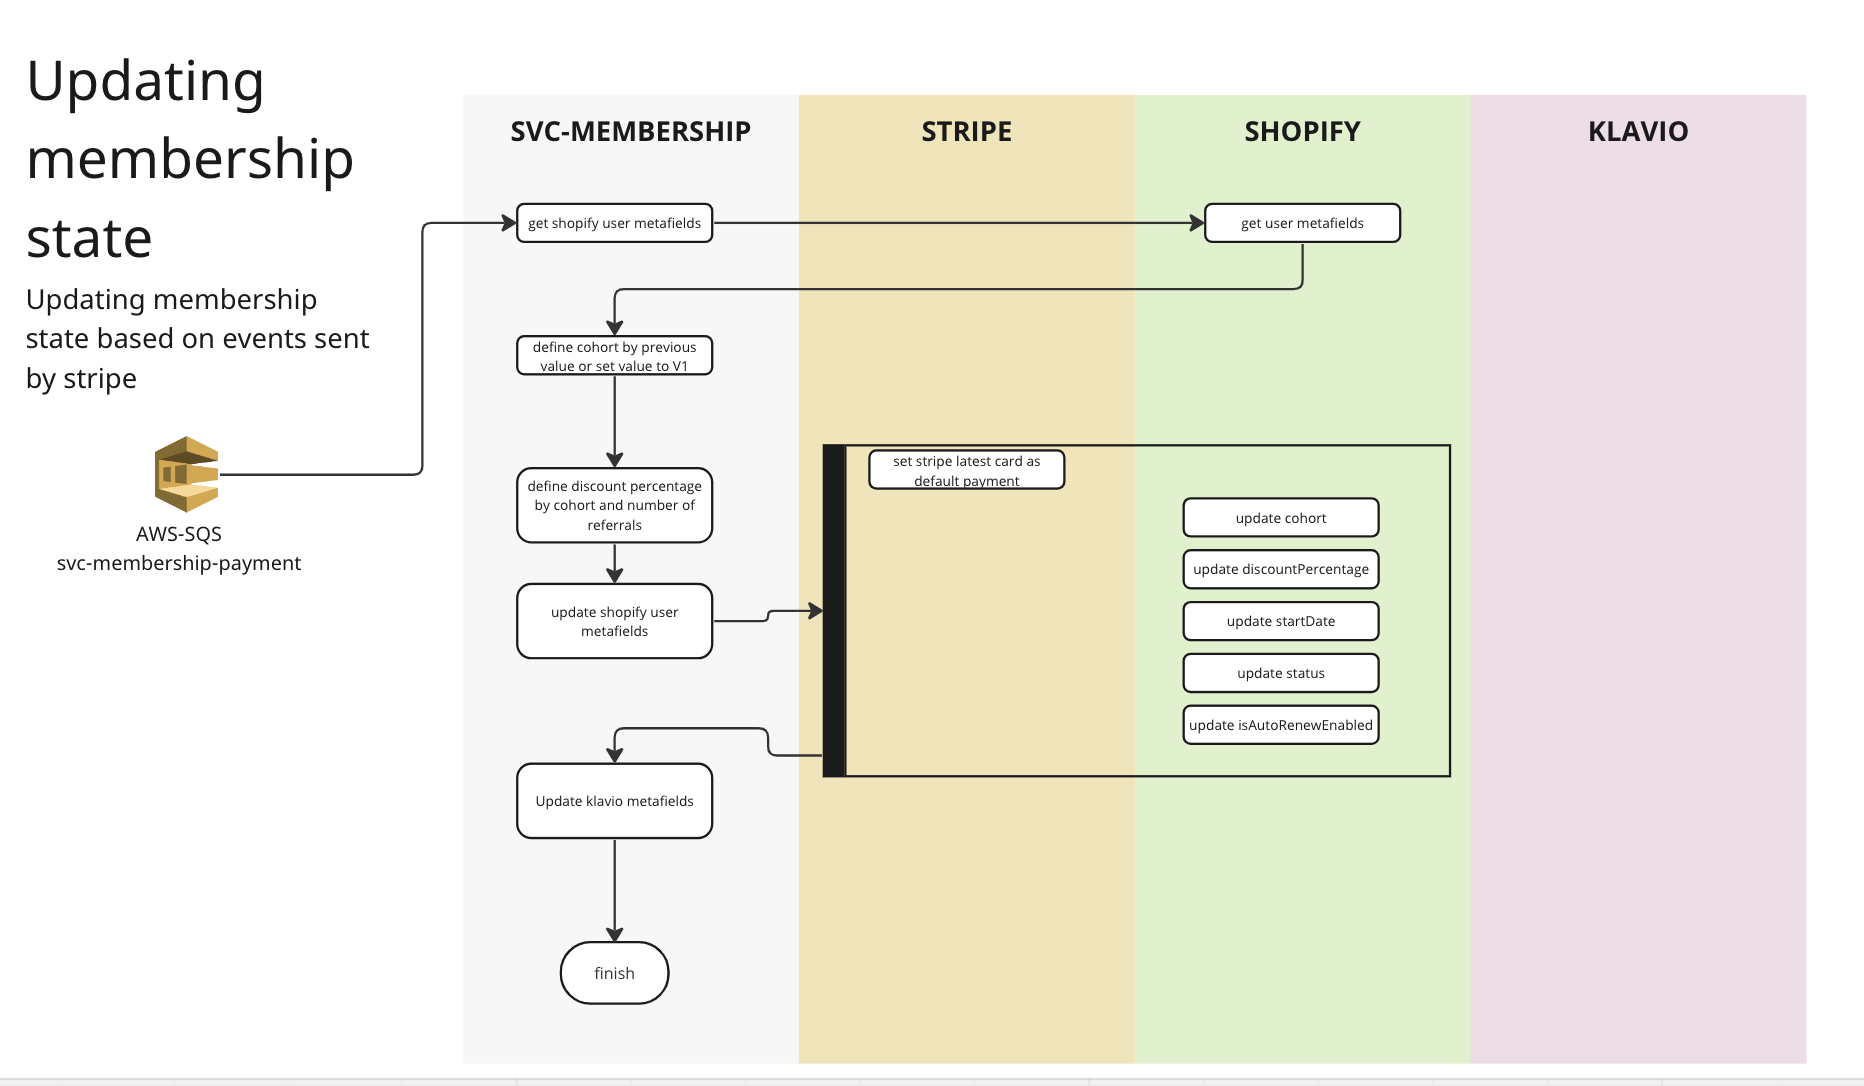 Updating
membership
state
Updating membership
state based on events sent
by stripe
AWS-SQS
svc-membership-payment
SVC-MEMBERSHIP
STRIPE
SHOPIFY
KLAVIO
get shopify user metafields
get user metafields
define cohort by previous
value or set value to V1
define discount percentage
by cohort and number of
referrals
update shopify user
metafields
set stripe latest card as
default payment
update cohort
update discountPercentage
update startDate
update status
update isAutoRenewEnabled
Update klavio metafields
finish